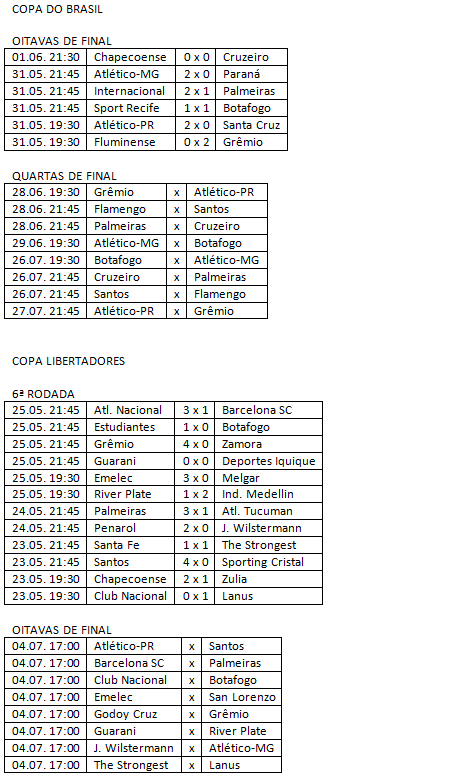 COPA DO BRASIL
OITAVAS DE FINAL
01.06. 21:30 Chapecoense 0 x 0 Cruzeiro
31.05. 21:45 Atlético-MG 2 x 0 Paraná
31.05. 21:45 Internacional 2 x 1 Palmeiras
31.05. 21:45 Sport Recife 1 x 1 Botafogo
31.05. 19:30 Atlético-PR 2 x 0 Santa Cruz
31.05. 19:30 Fluminense 0 x 2 Grêmio
QUARTAS DE FINAL
28.06. 19:30 Grêmio x Atlético-PR
28.06. 21:45 Flamengo x Santos
28.06. 21:45 Palmeiras x Cruzeiro
29.06. 19:30 Atlético-MG x Botafogo
26.07. 19:30 Botafogo x Atlético-MG
26.07. 21:45 Cruzeiro x Palmeiras
26.07. 21:45 Santos x Flamengo
27.07. 21:45 Atlético-PR x Grêmio
COPA LIBERTADORES
6ª RODADA
25.05. 21:45 Atl. Nacional 3 x 1 Barcelona SC
25.05. 21:45 Estudiantes 1 x 0 Botafogo
25.05. 21:45 Grêmio 4 x 0 Zamora
25.05. 21:45 Guarani 0 x 0 Deportes Iquique
25.05. 19:30 Emelec 3 x 0 Melgar
25.05. 19:30 River Plate 1 x 2 Ind. Medellin
24.05. 21:45 Palmeiras 3 x 1 Atl. Tucuman
24.05. 21:45 Penarol 2 x 0 J. Wilstermann
23.05. 21:45 Santa Fe 1 x 1 The Strongest
23.05. 21:45 Santos 4 x 0 Sporting Cristal
23.05. 19:30 Chapecoense 2 x 1 Zulia
23.05. 19:30 Club Nacional 0 x 1 Lanus
OITAVAS DE FINAL
04.07. 17:00 Atlético-PR x Santos
04.07. 17:00 Barcelona SC x Palmeiras
04.07. 17:00 Club Nacional x Botafogo
04.07. 17:00 Emelec x San Lorenzo
04.07. 17:00 Godoy Cruz x Grêmio
04.07. 17:00 Guarani x River Plate
04.07. 17:00 J. Wilstermann x Atlético-MG
04.07. 17:00 The Strongest x Lanus